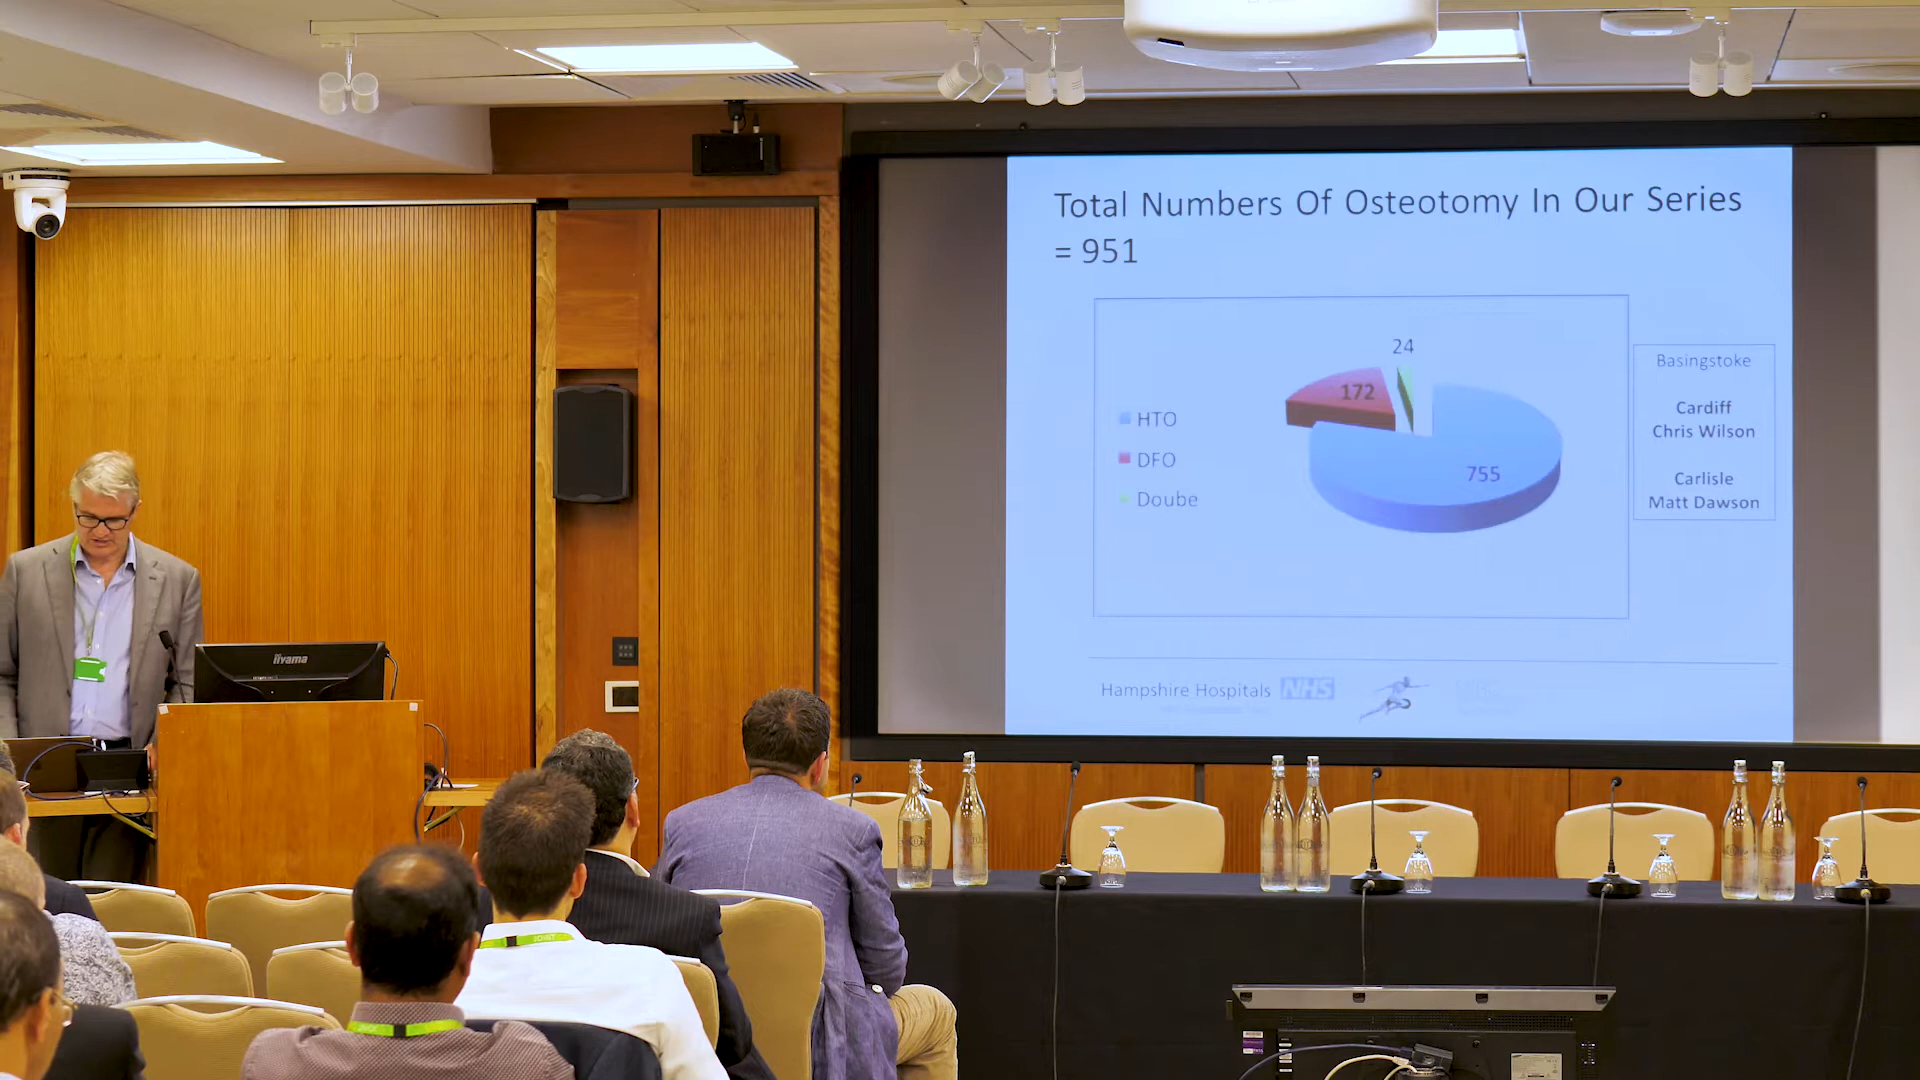 Total Numbers Of Osteotomy In Our Series
= 951
24
172
755
HTO
DFO
Doube
Basingstoke
Cardiff
Chris Wilson
Carlisle
Matt Dawson
Hampshire Hospitals NHS
iiyama
JOINT